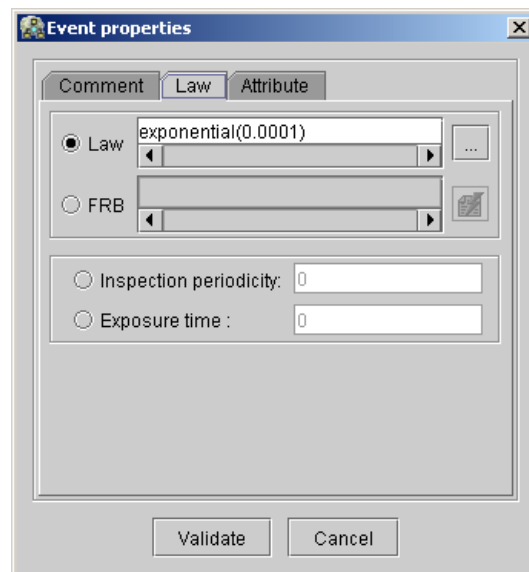 Event properties
Comment Law Attribute
Law exponential(0.0001) ...
FRB
Inspection periodicity: 0
Exposure time : 0
Validate Cancel